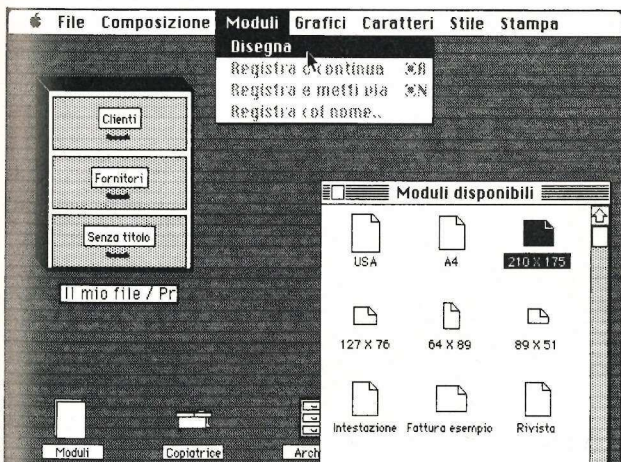 File Composizione Moduli Grafici Caratteri Stile Stampa
Disegna
Registra e continua ⌘R
Registra e metti via ⌘N
Registra col nome..
Clienti
Fornitori
Senza titolo
Il mio file / Pr
Moduli disponibili
USA A4 210 X 175
127 X 76 64 X 89 89 X 51
Intestazione Fattura esempio Rivista
Moduli Copiatrice Arch